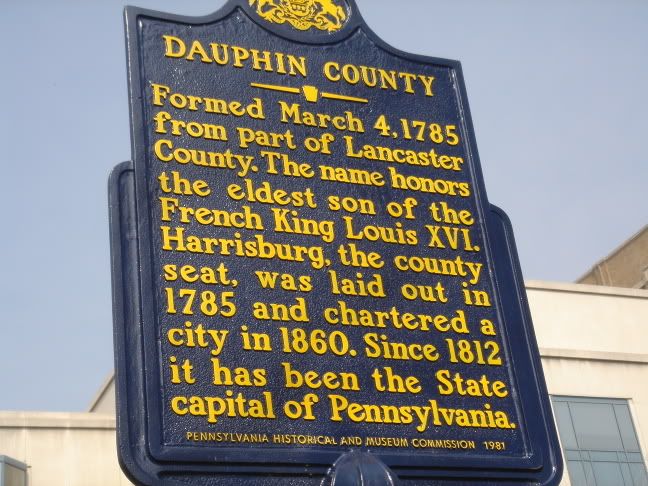 DAUPHIN COUNTY
Formed March 4, 1785
from part of Lancaster
County. The name honors
the eldest son of the
French King Louis XVI.
Harrisburg, the county
seat, was laid out in
1785 and chartered a
city in 1860. Since 1812
it has been the State
capital of Pennsylvania.
PENNSYLVANIA HISTORICAL AND MUSEUM COMMISSION 1981